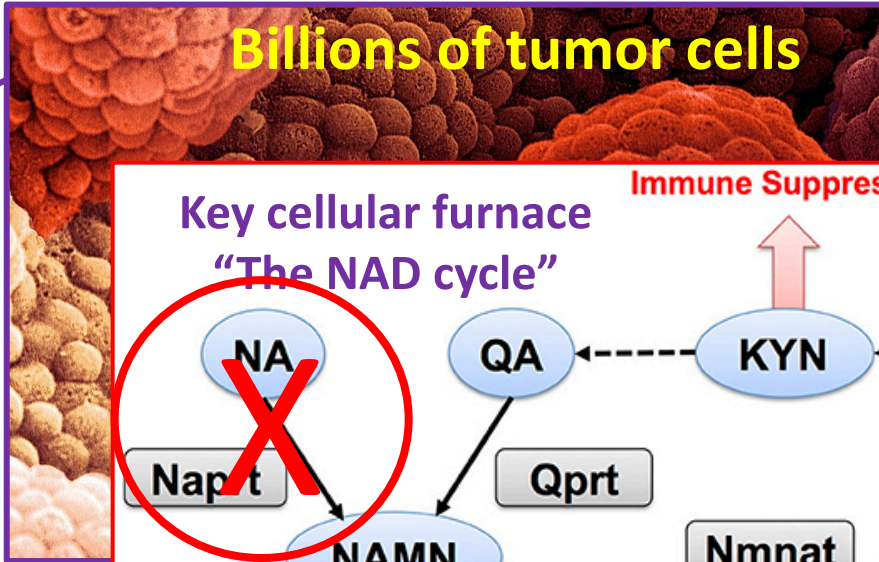 Billions of tumor cells
Immune Suppres
Key cellular furnace
“The NAD cycle”
NA
QA
KYN
X
Naprt
Qprt
NAMN
Nmnat